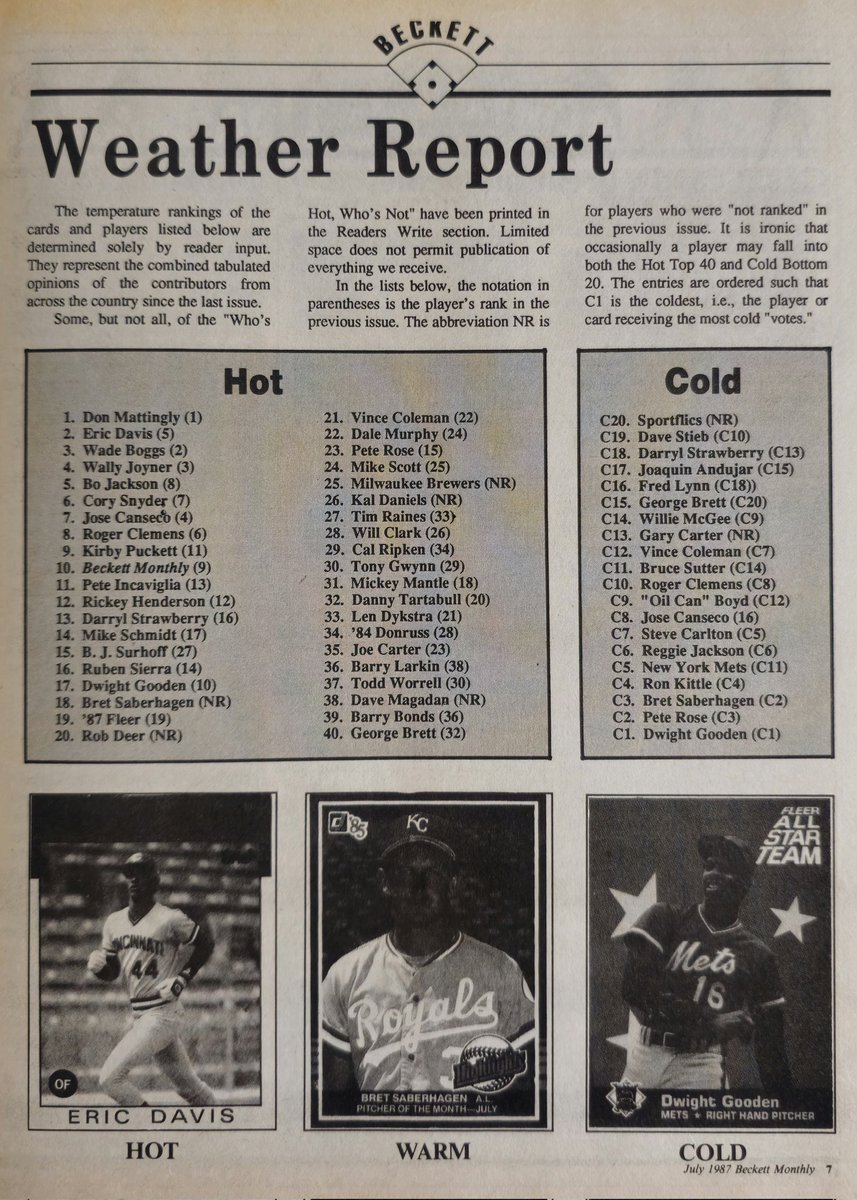 BECKETT
Weather Report
The temperature rankings of the
cards and players listed below are
determined solely by reader input.
They represent the combined tabulated
opinions of the contributors from
across the country since the last issue.
Some, but not all, of the "Who's
Hot, Who's Not" have been printed in
the Readers Write section. Limited
space does not permit publication of
everything we receive.
In the lists below, the notation in
parentheses is the player's rank in the
previous issue. The abbreviation NR is
for players who were "not ranked" in
the previous issue. It is ironic that
occasionally a player may fall into
both the Hot Top 40 and Cold Bottom
20. The entries are ordered such that
C1 is the coldest, i.e., the player or
card receiving the most cold "votes."
Hot
1. Don Mattingly (1)
2. Eric Davis (5)
3. Wade Boggs (2)
4. Wally Joyner (3)
5. Bo Jackson (8)
6. Cory Snyder (7)
7. Jose Canseco (4)
8. Roger Clemens (6)
9. Kirby Puckett (11)
10. Beckett Monthly (9)
11. Pete Incaviglia (13)
12. Rickey Henderson (12)
13. Darryl Strawberry (16)
14. Mike Schmidt (17)
15. B. J. Surhoff (27)
16. Ruben Sierra (14)
17. Dwight Gooden (10)
18. Bret Saberhagen (NR)
19. '87 Fleer (19)
20. Rob Deer (NR)
21. Vince Coleman (22)
22. Dale Murphy (24)
23. Pete Rose (15)
24. Mike Scott (25)
25. Milwaukee Brewers (NR)
26. Kal Daniels (NR)
27. Tim Raines (33)
28. Will Clark (26)
29. Cal Ripken (34)
30. Tony Gwynn (29)
31. Mickey Mantle (18)
32. Danny Tartabull (20)
33. Len Dykstra (21)
34. '84 Donruss (28)
35. Joe Carter (23)
36. Barry Larkin (38)
37. Todd Worrell (30)
38. Dave Magadan (NR)
39. Barry Bonds (36)
40. George Brett (32)
Cold
C20. Sportflics (NR)
C19. Dave Stieb (C10)
C18. Darryl Strawberry (C13)
C17. Joaquin Andujar (C15)
C16. Fred Lynn (C18))
C15. George Brett (C20)
C14. Willie McGee (C9)
C13. Gary Carter (NR)
C12. Vince Coleman (C7)
C11. Bruce Sutter (C14)
C10. Roger Clemens (C8)
C9. "Oil Can" Boyd (C12)
C8. Jose Canseco (16)
C7. Steve Carlton (C5)
C6. Reggie Jackson (C6)
C5. New York Mets (C11)
C4. Ron Kittle (C4)
C3. Bret Saberhagen (C2)
C2. Pete Rose (C3)
C1. Dwight Gooden (C1)
CINCINNATI
44
OF
ERIC DAVIS
HOT
'85
KC
Royals
Highlights
BRET SABERHAGEN A.L.
PITCHER OF THE MONTH—JULY
WARM
FLEER
ALL
STAR
TEAM
Mets
16
Dwight Gooden
METS ★ RIGHT HAND PITCHER
COLD
July 1987 Beckett Monthly 7